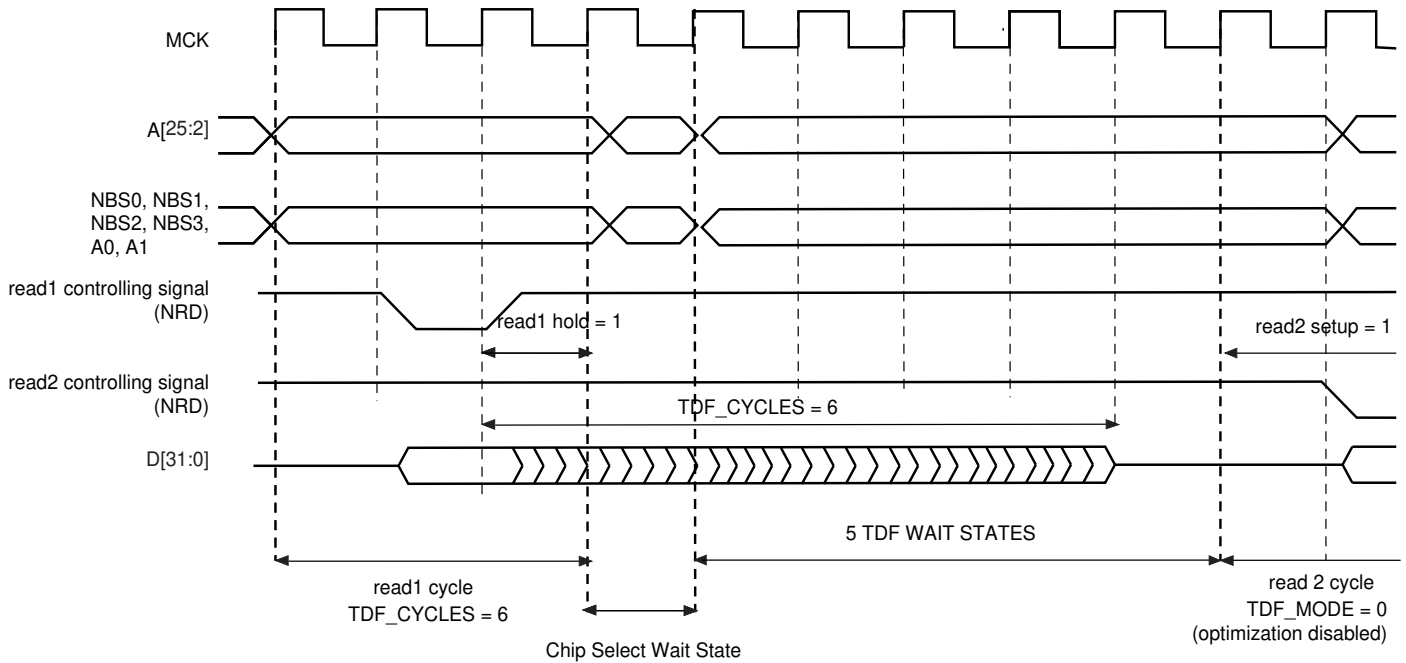 MCK
A[25:2]
NBS0, NBS1,
NBS2, NBS3,
A0, A1
read1 controlling signal
(NRD)
read1 hold = 1
read2 setup = 1
read2 controlling signal
(NRD)
TDF_CYCLES = 6
D[31:0]
5 TDF WAIT STATES
read1 cycle
TDF_CYCLES = 6
read 2 cycle
TDF_MODE = 0
(optimization disabled)
Chip Select Wait State